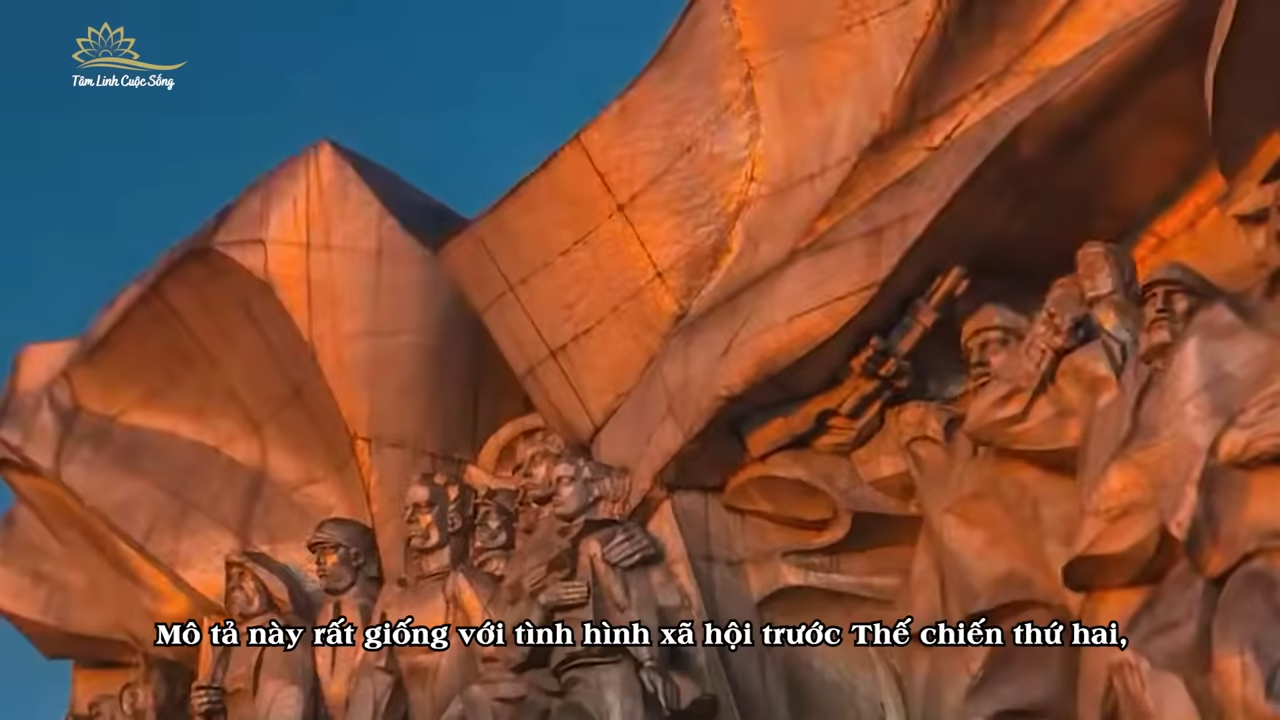 Tâm Linh Cuộc Sống
Mô tả này rất giống với tình hình xã hội trước Thế chiến thứ hai,